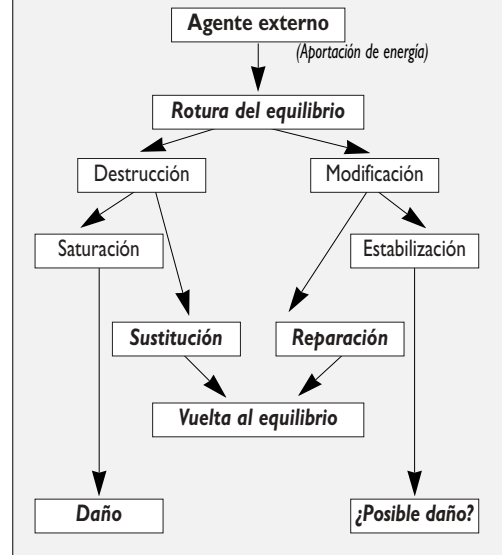 Agente externo
(Aportación de energía)
Rotura del equilibrio
Destrucción
Modificación
Saturación
Estabilización
Sustitución
Reparación
Vuelta al equilibrio
Daño
¿Posible daño?